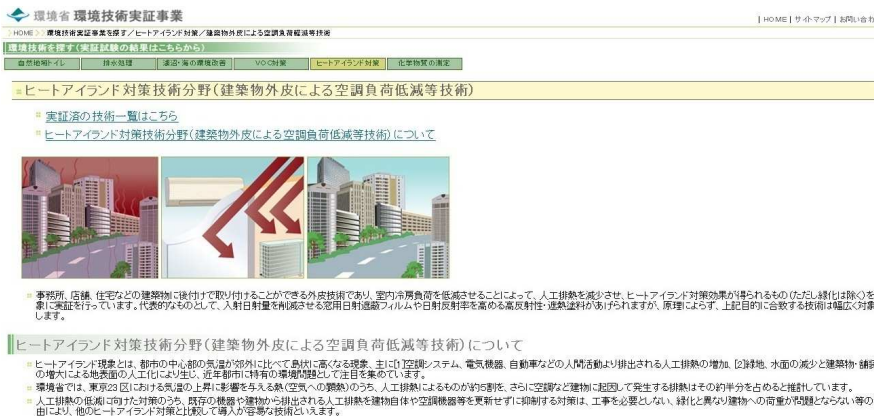 環境省 環境技術実証事業
| HOME | サイトマップ | お問い合わ
HOME > 環境技術実証事業を探す/ヒートアイランド対策/建築物外皮による空調負荷軽減等技術
環境技術を探す(実証試験の結果はこちらから)
自然地域トイレ 排水処理 湖沼・海の環境改善 VOC対策 ヒートアイランド対策 化学物質の測定
ヒートアイランド対策技術分野(建築物外皮による空調負荷低減等技術)
実証済の技術一覧はこちら
ヒートアイランド対策技術分野(建築物外皮による空調負荷低減等技術)について
事務所、店舗、住宅などの建築物に後付けで取り付けることができる外皮技術であり、室内冷房負荷を低減させることによって、人工排熱を減少させ、ヒートアイランド対策効果が得られるもの(ただし緑化は除く)を
象に実証を行っています。代表的なものとして、入射日射量を削減させる窓用日射遮蔽フィルムや日射反射率を高める高反射性・遮熱塗料があげられますが、原理によらず、上記目的に合致する技術は幅広く対象
します。
ヒートアイランド対策技術分野(建築物外皮による空調負荷低減等技術)について
ヒートアイランド現象とは、都市の中心部の気温が郊外に比べて島状に高くなる現象、主に[1]空調システム、電気機器、自動車などの人間活動より排出される人工排熱の増加、[2]緑地、水面の減少と建築物・舗装
の増大による地表面の人工化により生じ、近年都市に特有の環境問題として注目を集めています。
環境省では、東京23区における気温の上昇に影響を与える熱(空気への顕熱)のうち、人工排熱によるものが約5割を、さらに空調など建物に起因して発生する排熱はその約半分を占めると推計しています。
人工排熱の低減に向けた対策のうち、既存の機器や建物から排出される人工排熱を建物自体や空調機器等を更新せずに抑制する対策は、工事を必要としない、緑化と異なり建物への荷重が問題とならない等の
由により、他のヒートアイランド対策と比較して導入が容易な技術といえます。